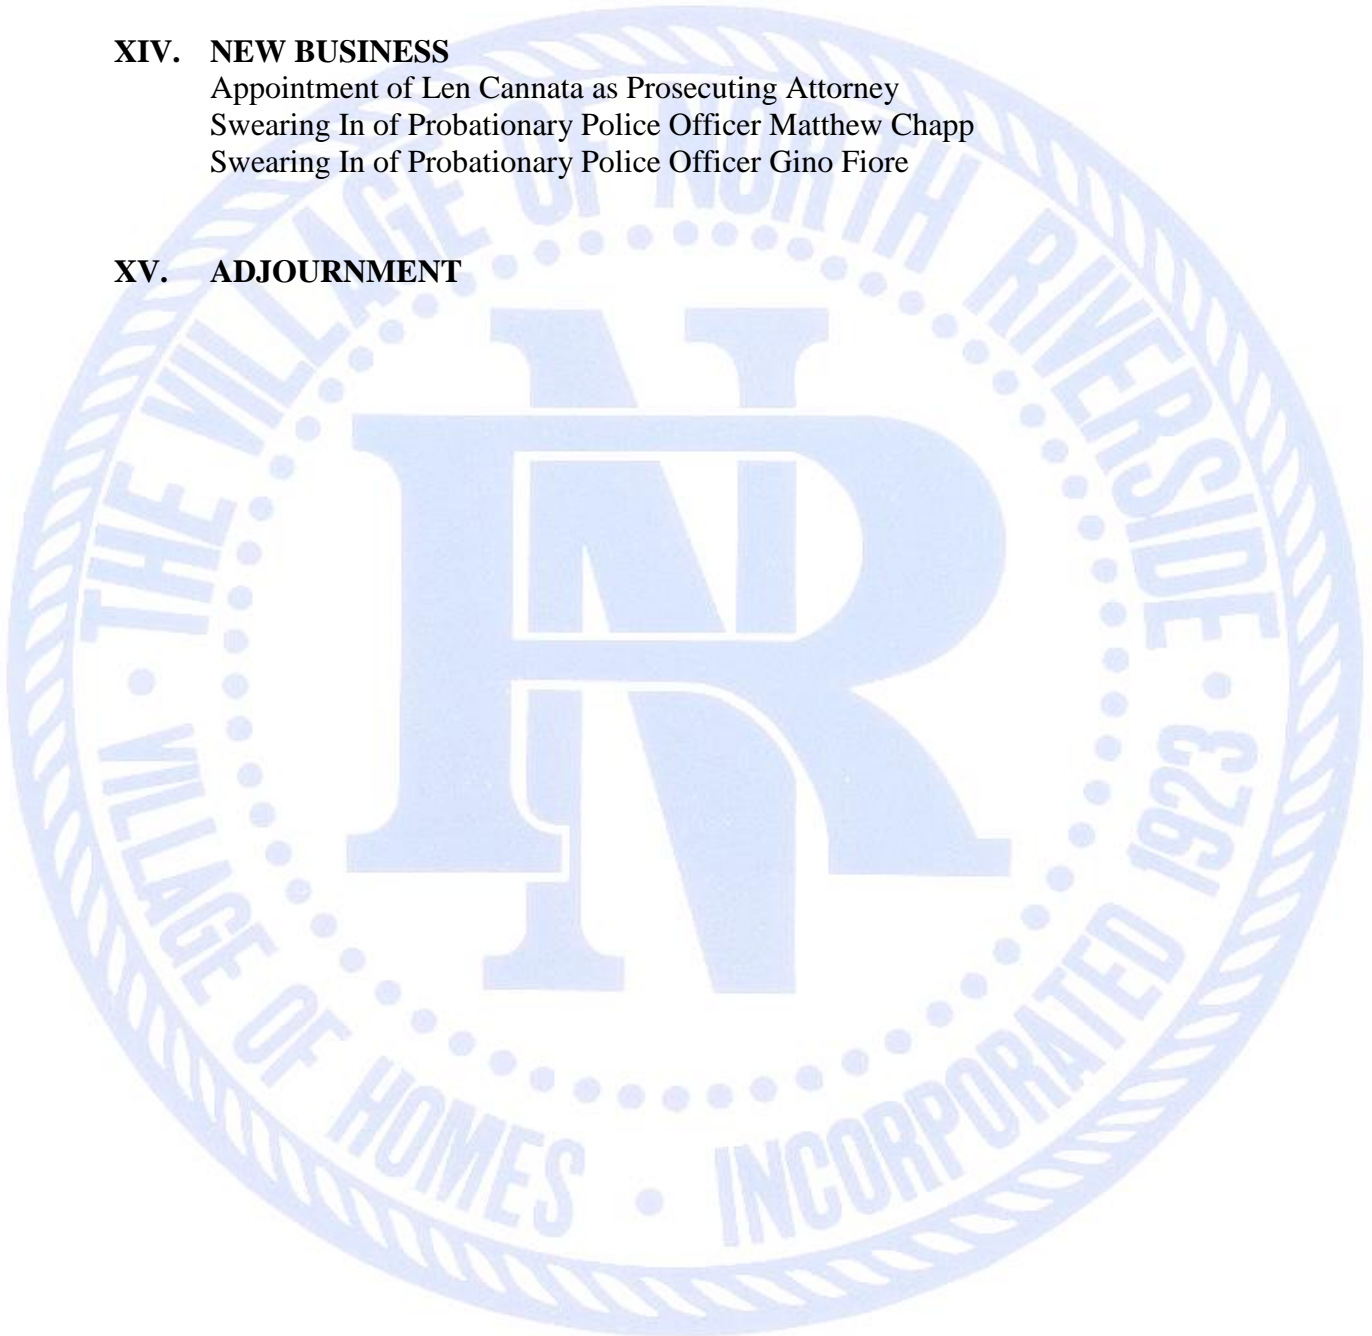 XIV. NEW BUSINESS
Appointment of Len Cannata as Prosecuting Attorney
Swearing In of Probationary Police Officer Matthew Chapp
Swearing In of Probationary Police Officer Gino Fiore
XV. ADJOURNMENT
• THE VILLAGE OF NORTH RIVERSIDE •
VILLAGE OF HOMES • INCORPORATED 1923
NR